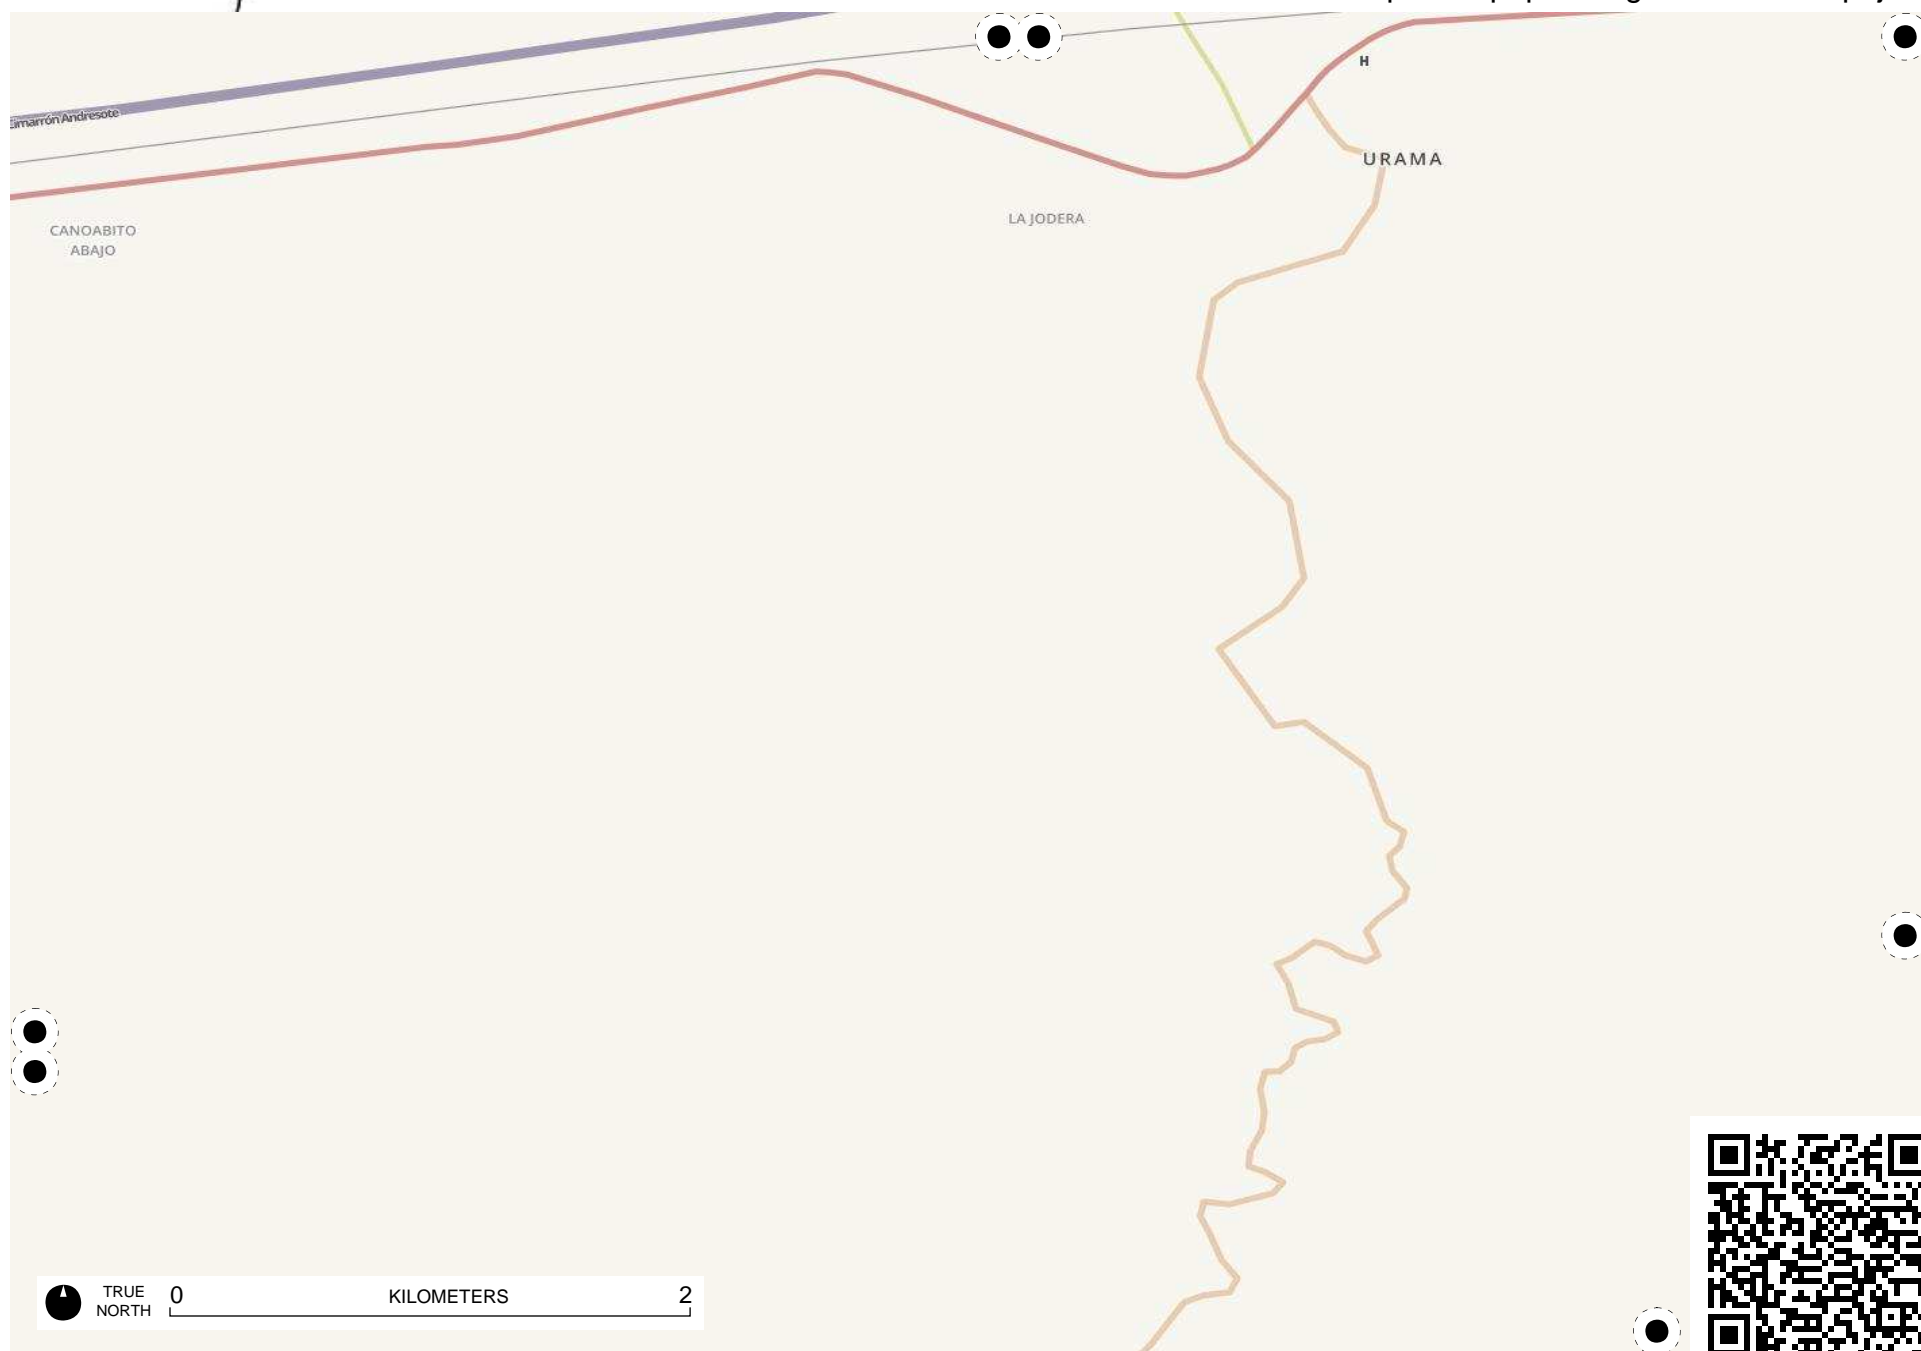 Cimarrón Andresote
H
URAMA
LA JODERA
CANOABITO
ABAJO
TRUE
NORTH
0
KILOMETERS
2